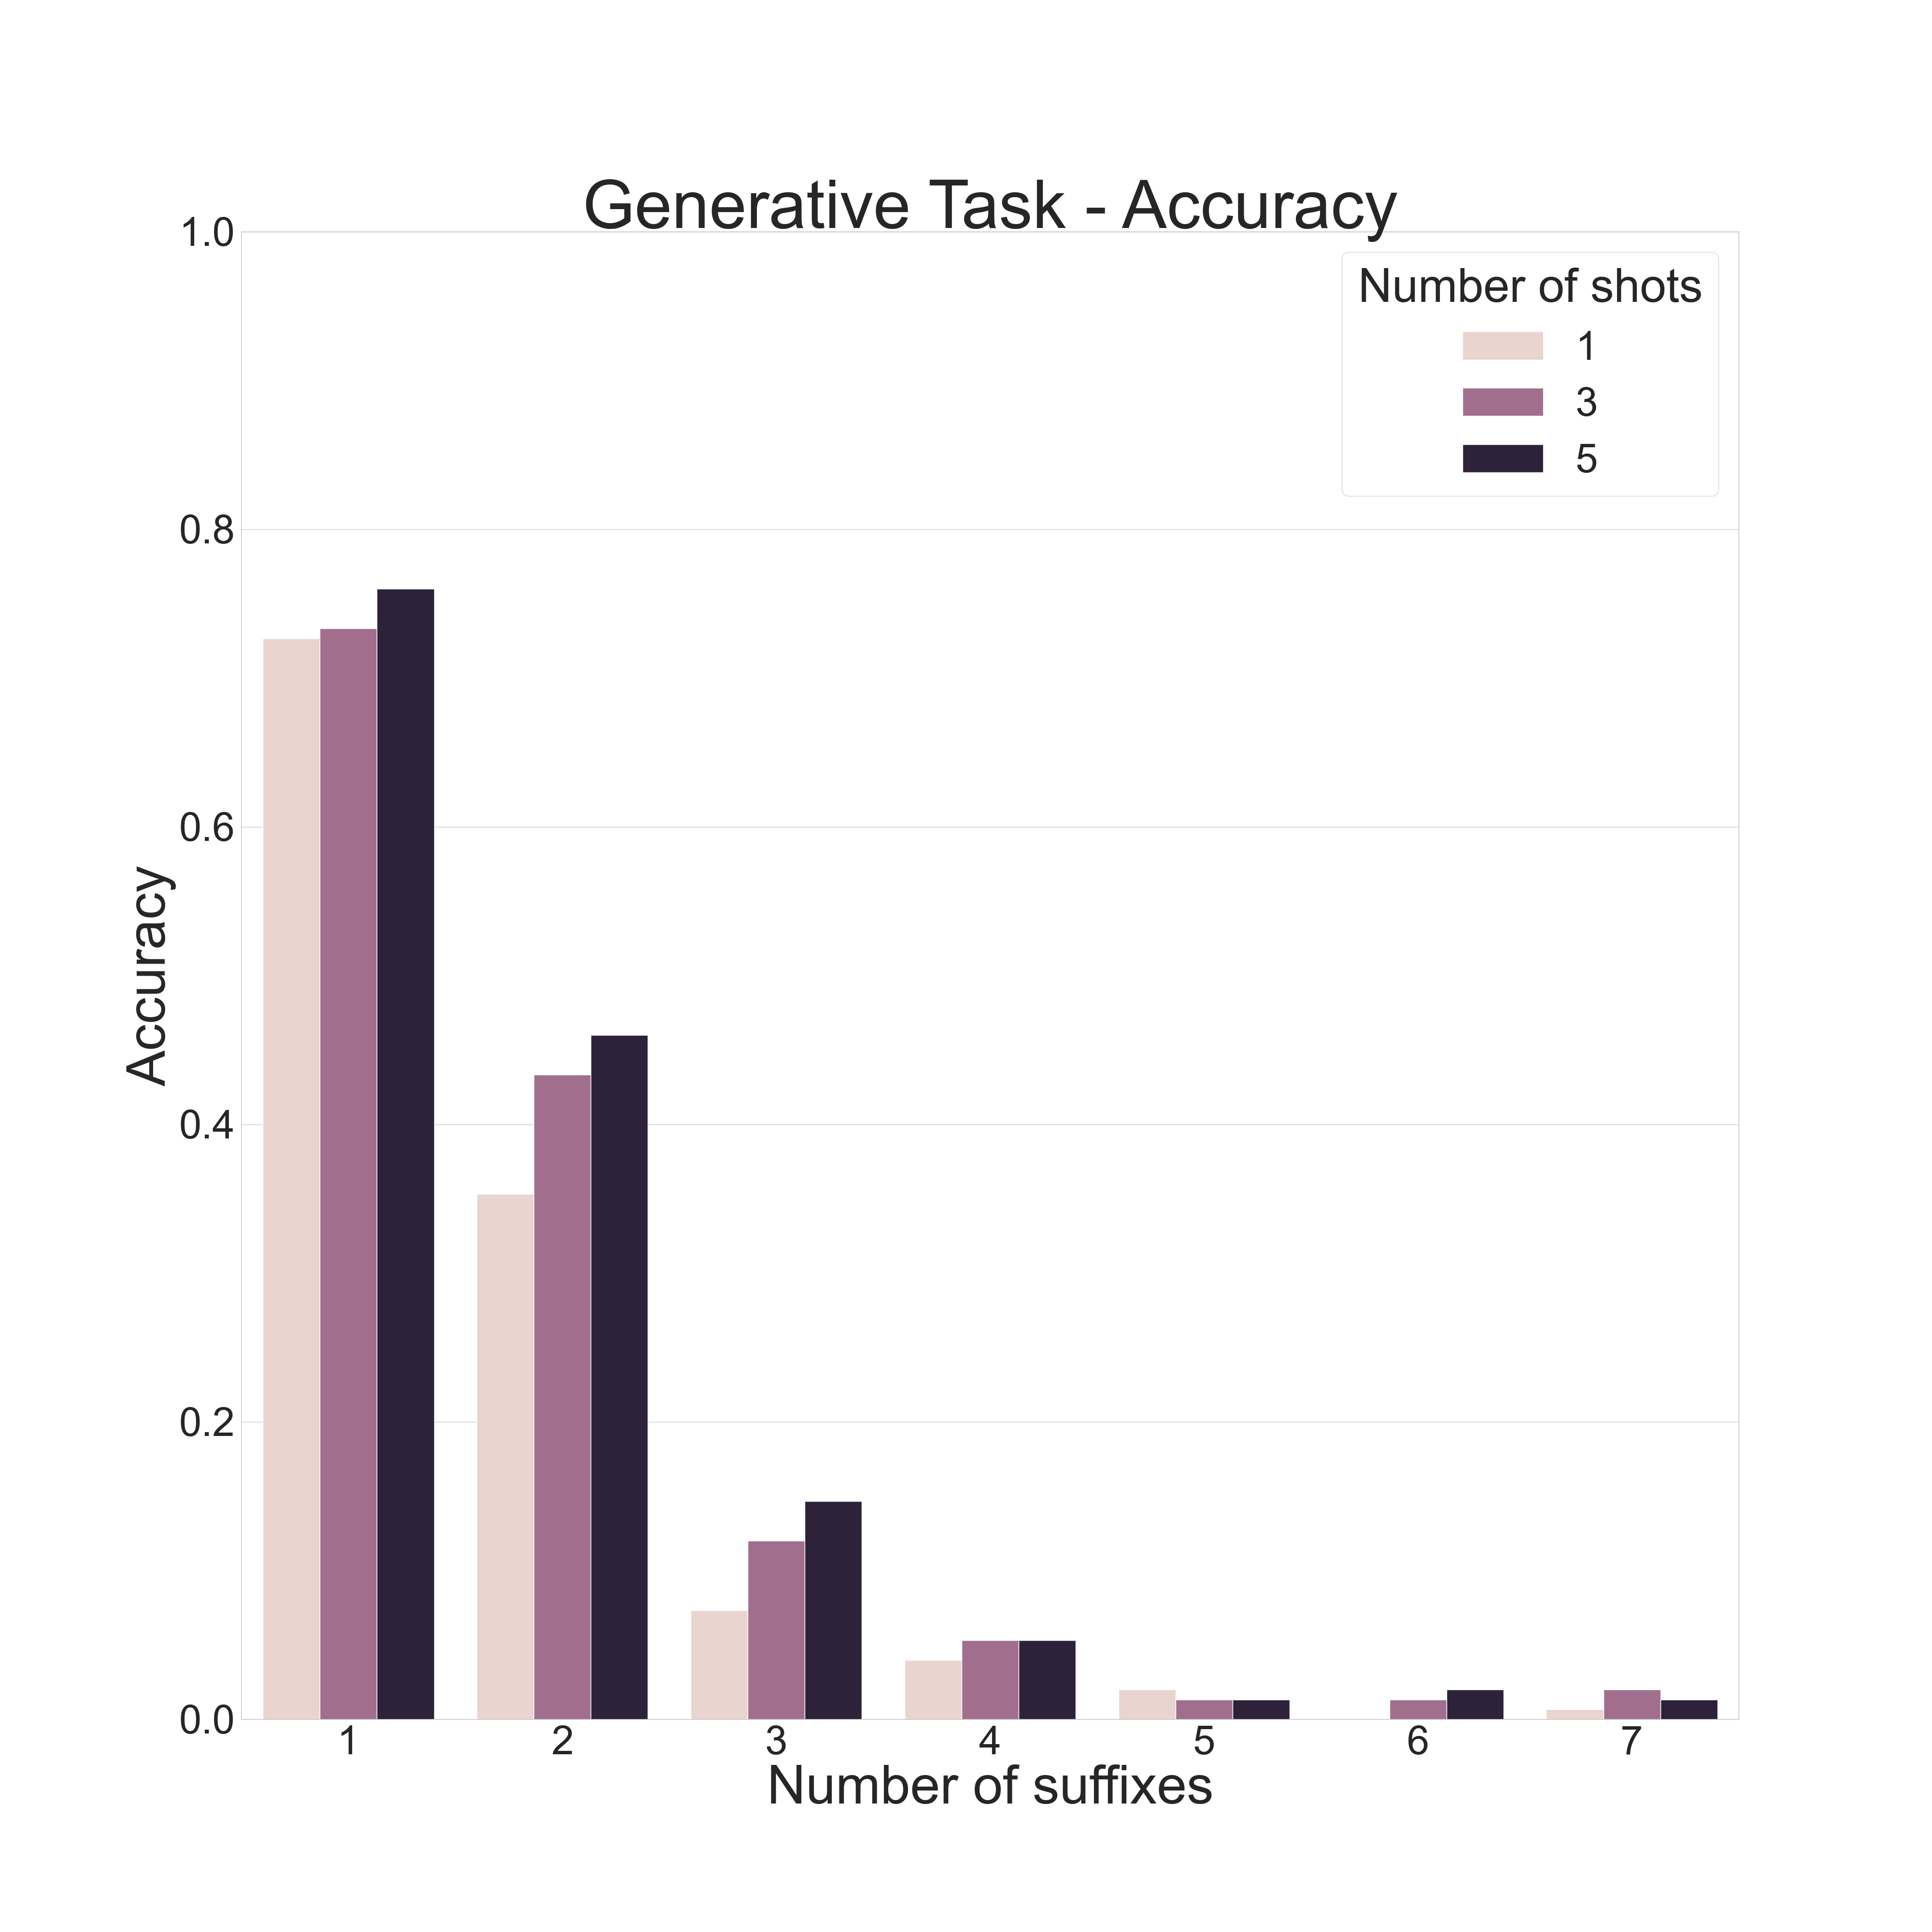 Generative Task - Accuracy
Number of shots
1
3
5
1.0
0.8
0.6
0.4
0.2
0.0
Accuracy
1 2 3 4 5 6 7
Number of suffixes